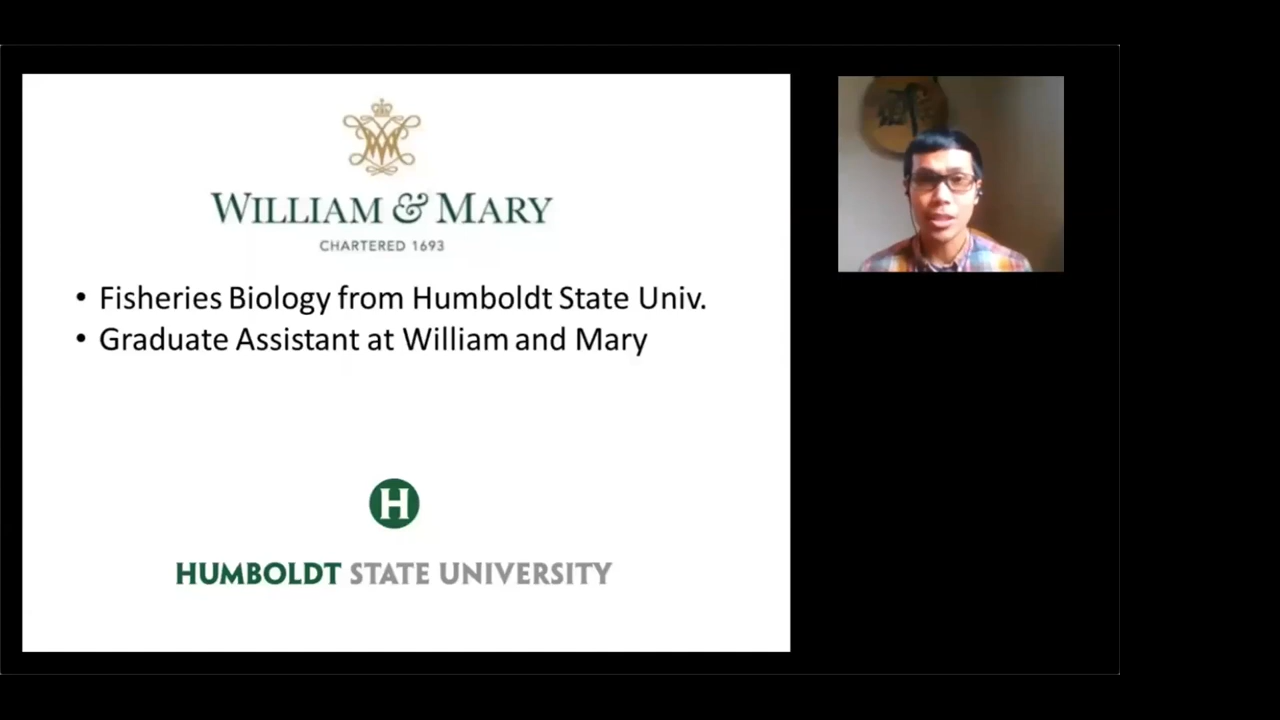 WILLIAM & MARY
CHARTERED 1693
• Fisheries Biology from Humboldt State Univ.
• Graduate Assistant at William and Mary
H
HUMBOLDT STATE UNIVERSITY